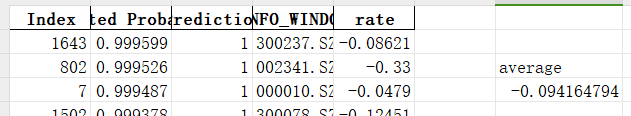 Index ted Proba redictio NFO_WINDO rate
1643 0.999599 1 300237.SZ -0.08621
802 0.999526 1 002341.SZ -0.33 average
7 0.999487 1 000010.SZ -0.0479 -0.094164794
1502 0.999378 1 300078.SZ -0.12451